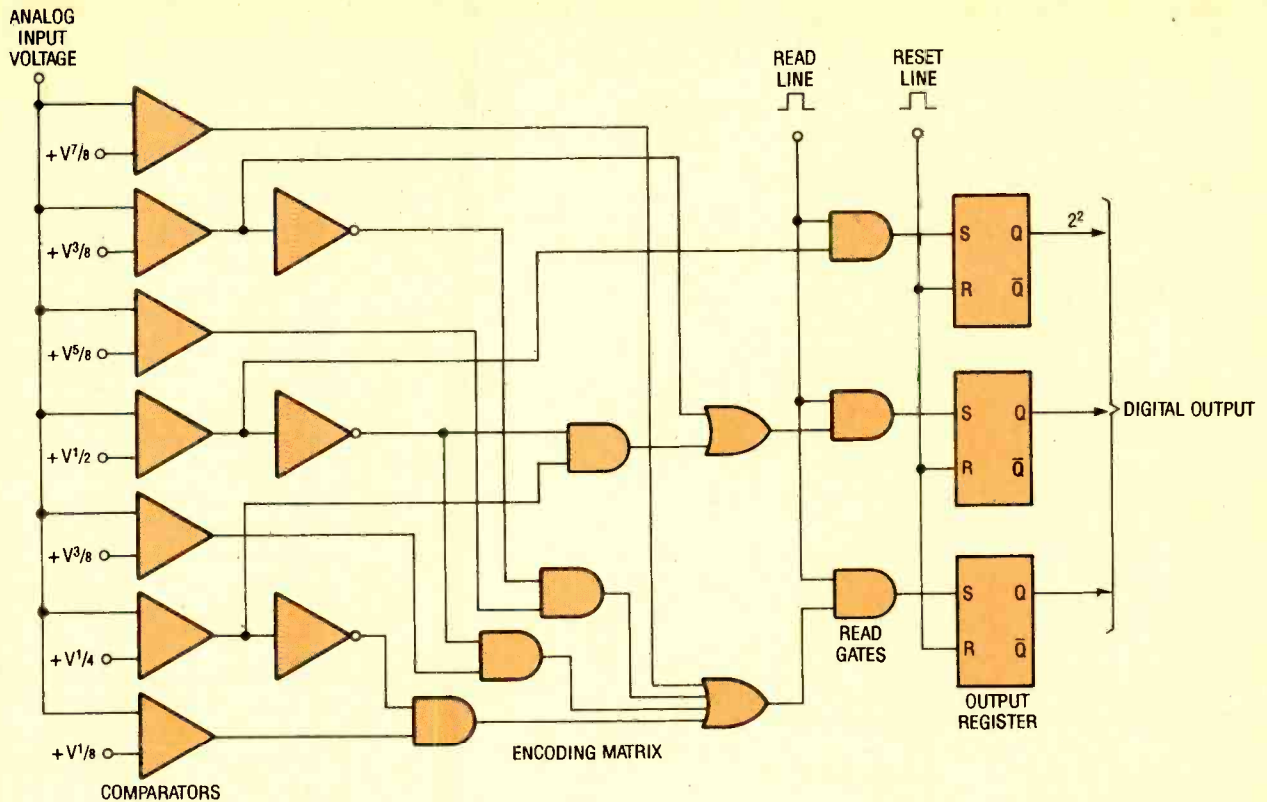 ANALOG
INPUT
VOLTAGE
READ
LINE
RESET
LINE
+ V7/8
+ V3/8
+ V5/8
+ V1/2
+ V3/8
+ V1/4
+ V1/8
COMPARATORS
ENCODING MATRIX
READ
GATES
S Q
R Q̅
2²
S Q
R Q̅
S Q
R Q̅
OUTPUT
REGISTER
DIGITAL OUTPUT